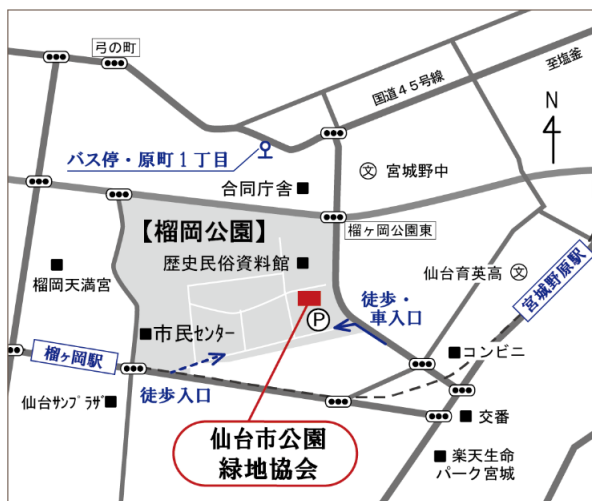 弓の町
国道45号線
至塩釜
N
バス停・原町1丁目
文 宮城野中
合同庁舎
【榴岡公園】
榴ヶ岡公園東
歴史民俗資料館
仙台育英高 文
宮城野原駅
榴岡天満宮
徒歩・
車入口
P
市民センター
コンビニ
榴ヶ岡駅
徒歩入口
仙台サンプラザ
交番
仙台市公園
緑地協会
楽天生命
パーク宮城